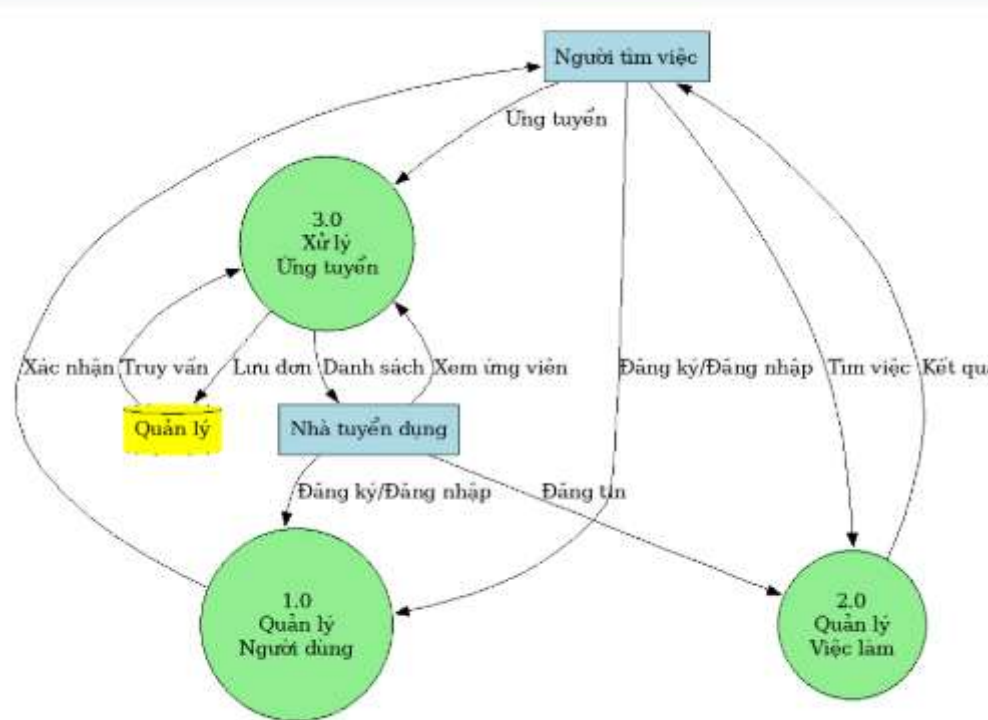 Người tìm việc
Ứng tuyển
3.0
Xử lý
Ứng tuyển
Xác nhận
Truy vấn
Lưu đơn
Danh sách
Xem ứng viên
Đăng ký/Đăng nhập
Tìm việc
Kết quả
Quản lý
Nhà tuyển dụng
Đăng ký/Đăng nhập
Đăng tin
1.0
Quản lý
Người dùng
2.0
Quản lý
Việc làm